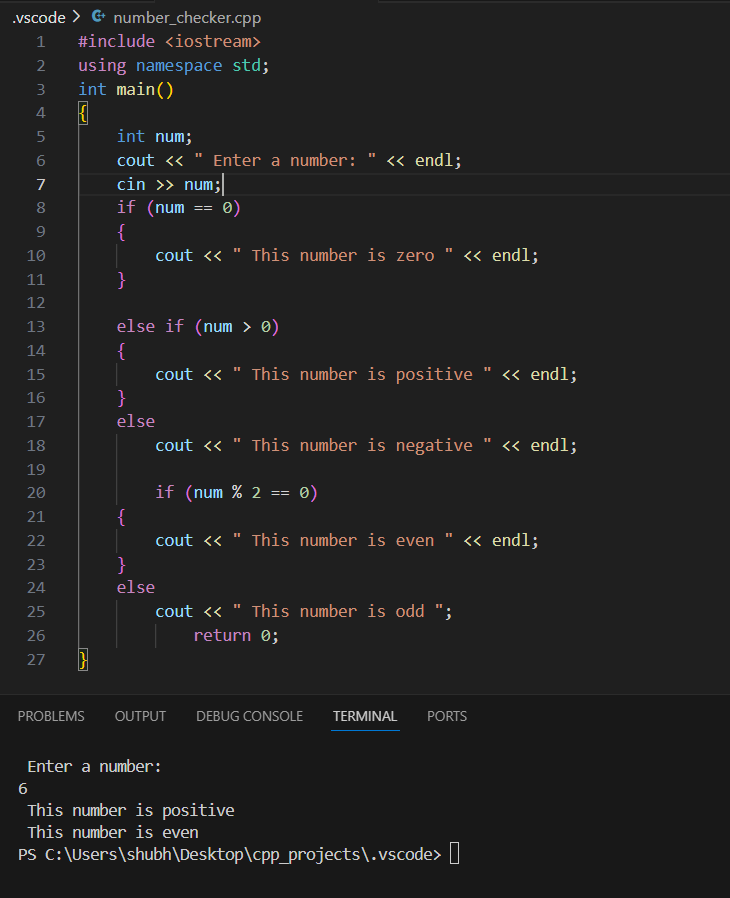 .vscode > number_checker.cpp
1 #include <iostream>
2 using namespace std;
3 int main()
4 {
5     int num;
6     cout << " Enter a number: " << endl;
7     cin >> num;
8     if (num == 0)
9     {
10         cout << " This number is zero " << endl;
11     }
12
13     else if (num > 0)
14     {
15         cout << " This number is positive " << endl;
16     }
17     else
18         cout << " This number is negative " << endl;
19
20         if (num % 2 == 0)
21     {
22         cout << " This number is even " << endl;
23     }
24     else
25         cout << " This number is odd ";
26             return 0;
27 }
PROBLEMS OUTPUT DEBUG CONSOLE TERMINAL PORTS
 Enter a number:
6
 This number is positive
 This number is even
PS C:\Users\shubh\Desktop\cpp_projects\.vscode>